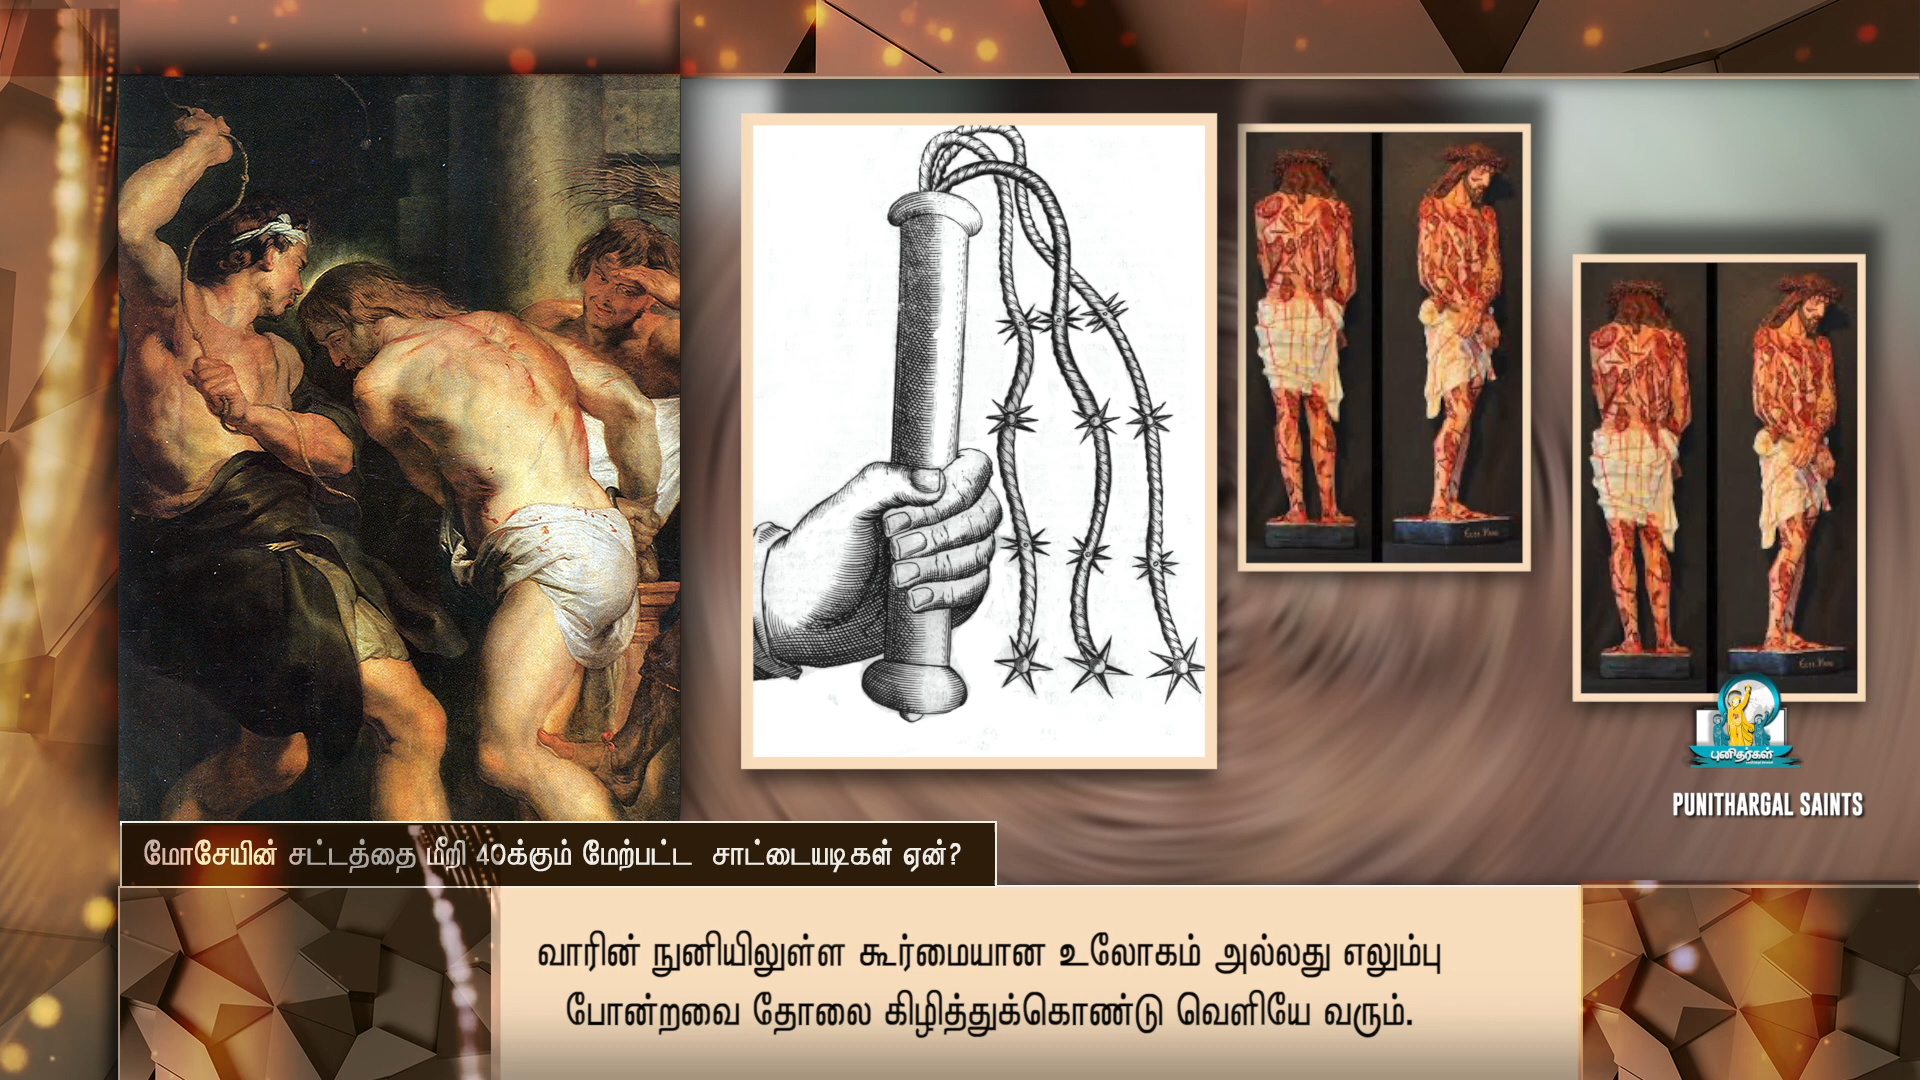 புனிதர்கள்
PUNITHARGAL SAINTS
மோசேயின் சட்டத்தை மீறி 40க்கும் மேற்பட்ட சாட்டையடிகள் ஏன்?
வாரின் நுனியிலுள்ள கூர்மையான உலோகம் அல்லது எலும்பு
போன்றவை தோலை கிழித்துக்கொண்டு வெளியே வரும்.